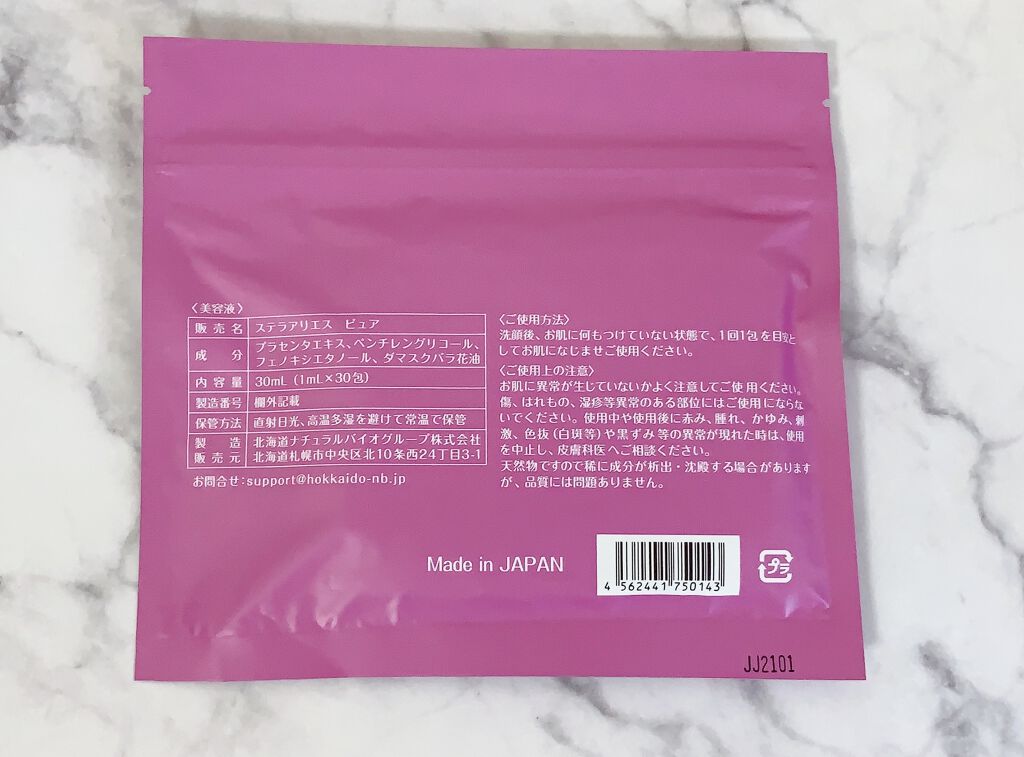 〈美容液〉
販売名 ステラアリエス ピュア
成分 プラセンタエキス、ペンチレングリコール、
フェノキシエタノール、ダマスクバラ花油
内容量 30mL（1mL×30包）
製造番号 欄外記載
保管方法 直射日光、高温多湿を避けて常温で保管
製造 北海道ナチュラルバイオグループ株式会社
販売元 北海道札幌市中央区北10条西24丁目3-1
お問合せ:support@hokkaido-nb.jp
〈ご使用方法〉
洗顔後、お肌に何もつけていない状態で、1回1包を目安と
してお肌になじませご使用ください。
〈ご使用上の注意〉
お肌に異常が生じていないかよく注意してご使用ください。
傷、はれもの、湿疹等異常のある部位にはご使用にならな
いでください。使用中や使用後に赤み、腫れ、かゆみ、刺
激、色抜（白斑等）や黒ずみ等の異常が現れた時は、使用
を中止し、皮膚科医へご相談ください。
天然物ですので稀に成分が析出・沈殿する場合があります
が、品質には問題ありません。
Made in JAPAN
4 562441 750143
プラ
JJ2101